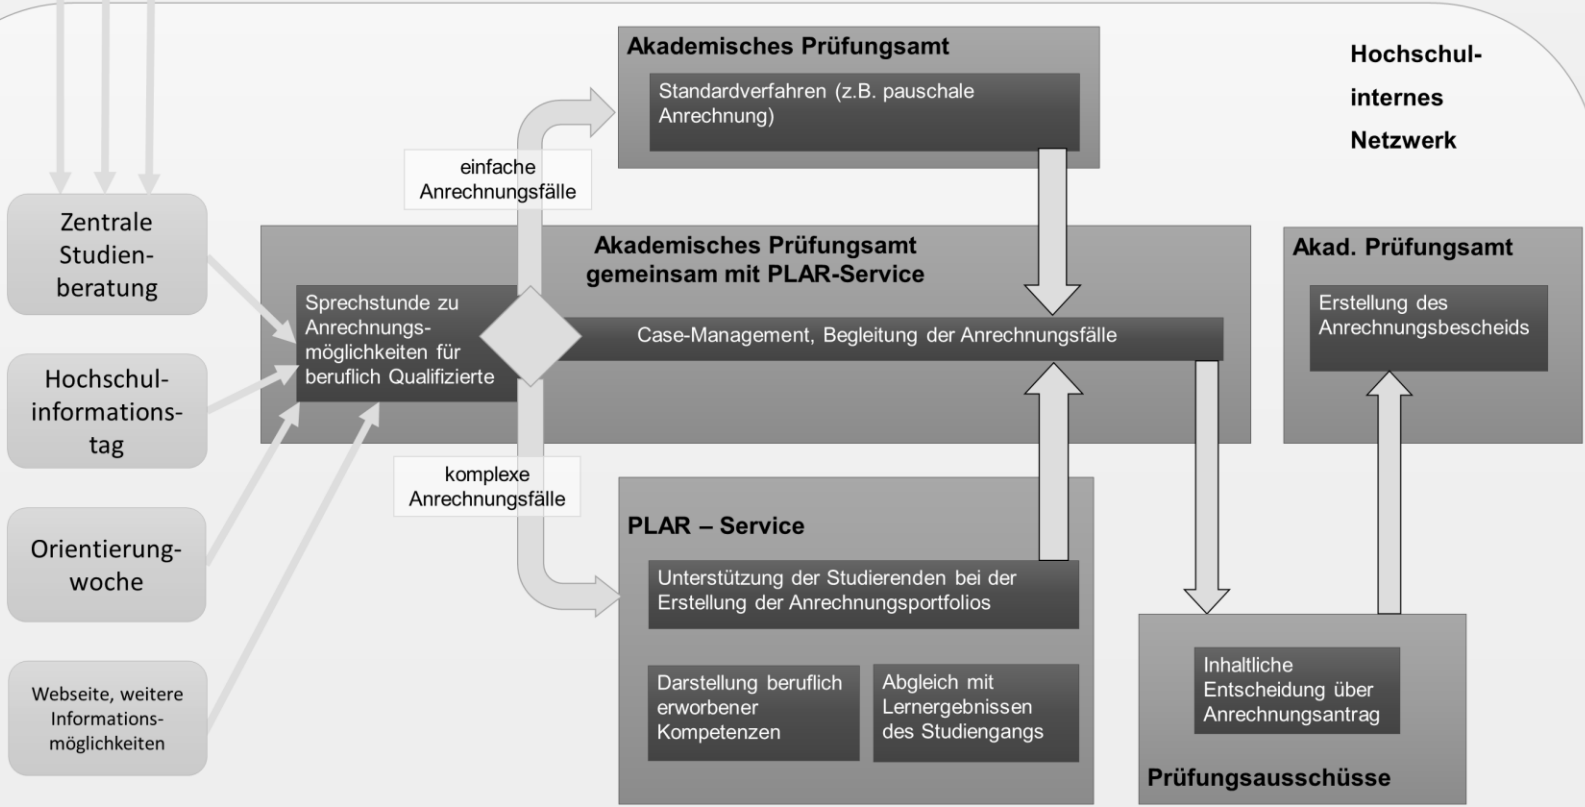 Akademisches Prüfungsamt
Standardverfahren (z.B. pauschale
Anrechnung)
Hochschul-
internes
Netzwerk
einfache
Anrechnungsfälle
Zentrale
Studien-
beratung
Hochschul-
informations-
tag
Orientierung-
woche
Webseite, weitere
Informations-
möglichkeiten
Akademisches Prüfungsamt
gemeinsam mit PLAR-Service
Sprechstunde zu
Anrechnungs-
möglichkeiten für
beruflich Qualifizierte
Case-Management, Begleitung der Anrechnungsfälle
Akad. Prüfungsamt
Erstellung des
Anrechnungsbescheids
komplexe
Anrechnungsfälle
PLAR – Service
Unterstützung der Studierenden bei der
Erstellung der Anrechnungsportfolios
Darstellung beruflich
erworbener
Kompetenzen
Abgleich mit
Lernergebnissen
des Studiengangs
Inhaltliche
Entscheidung über
Anrechnungsantrag
Prüfungsausschüsse